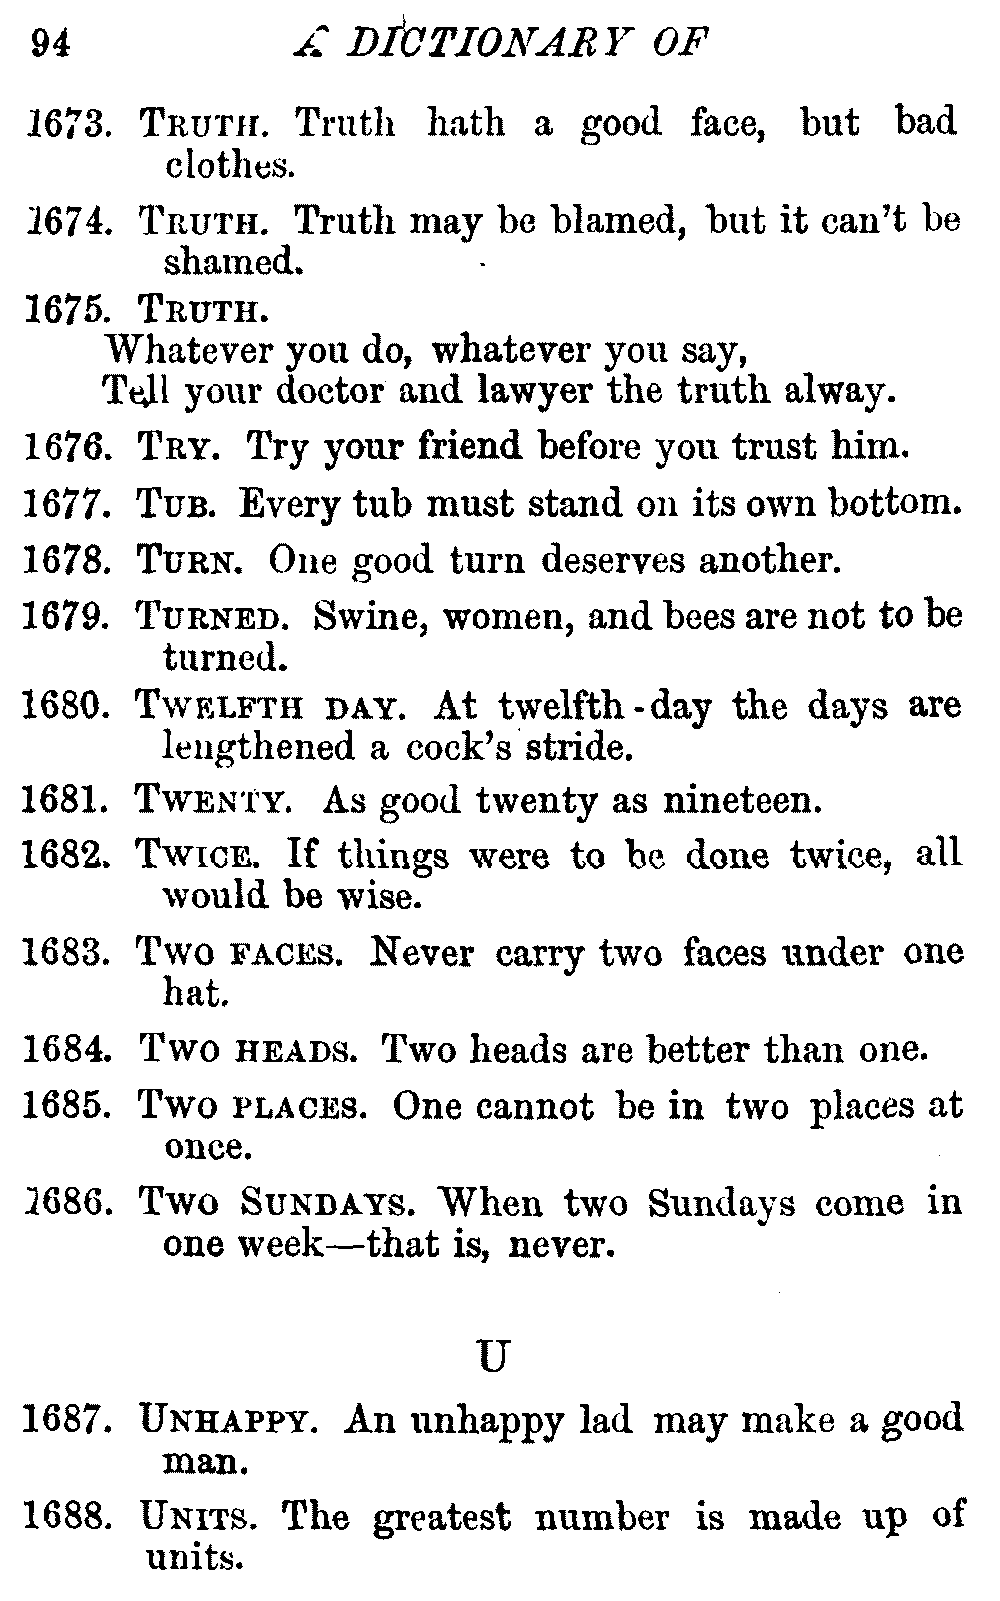 94 A DICTIONARY OF
1673. TRUTH. Truth hath a good face, but bad
clothes.
1674. TRUTH. Truth may be blamed, but it can't be
shamed.
1675. TRUTH.
Whatever you do, whatever you say,
Tell your doctor and lawyer the truth alway.
1676. TRY. Try your friend before you trust him.
1677. TUB. Every tub must stand on its own bottom.
1678. TURN. One good turn deserves another.
1679. TURNED. Swine, women, and bees are not to be
turned.
1680. TWELFTH DAY. At twelfth-day the days are
lengthened a cock's stride.
1681. TWENTY. As good twenty as nineteen.
1682. TWICE. If things were to be done twice, all
would be wise.
1683. TWO FACES. Never carry two faces under one
hat.
1684. TWO HEADS. Two heads are better than one.
1685. TWO PLACES. One cannot be in two places at
once.
1686. TWO SUNDAYS. When two Sundays come in
one week—that is, never.
U
1687. UNHAPPY. An unhappy lad may make a good
man.
1688. UNITS. The greatest number is made up of
units.